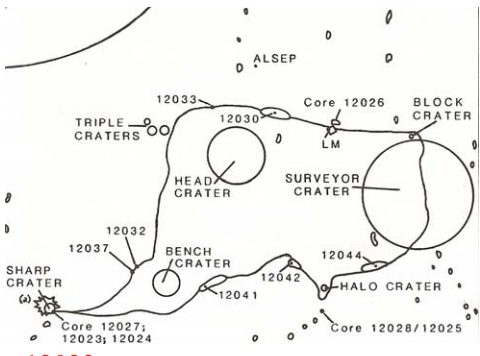 ALSEP
12033
Core 12026
12030
TRIPLE
CRATERS
LM
BLOCK
CRATER
HEAD
CRATER
SURVEYOR
CRATER
12032
12037
BENCH
CRATER
12042
12044
SHARP
CRATER
(a)
12041
HALO CRATER
Core 12027;
12023; 12024
Core 12028/12025